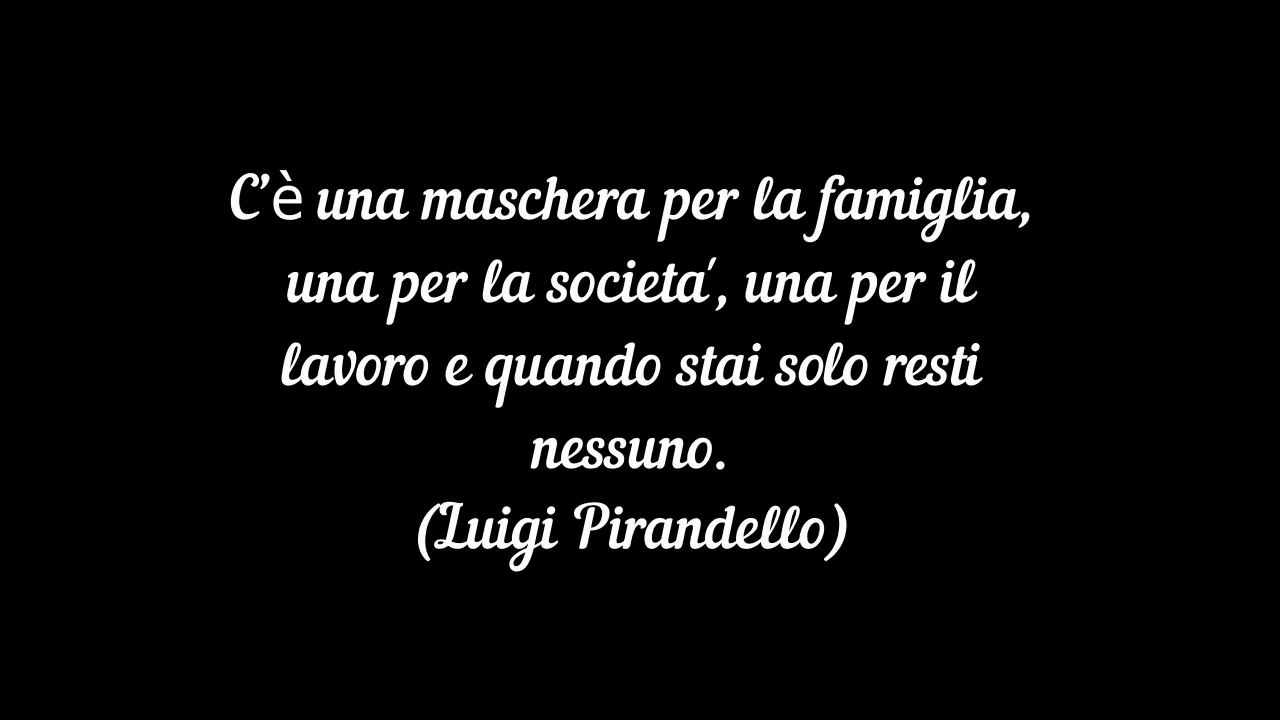 C’è una maschera per la famiglia,
una per la societa', una per il
lavoro e quando stai solo resti
nessuno.
(Luigi Pirandello)